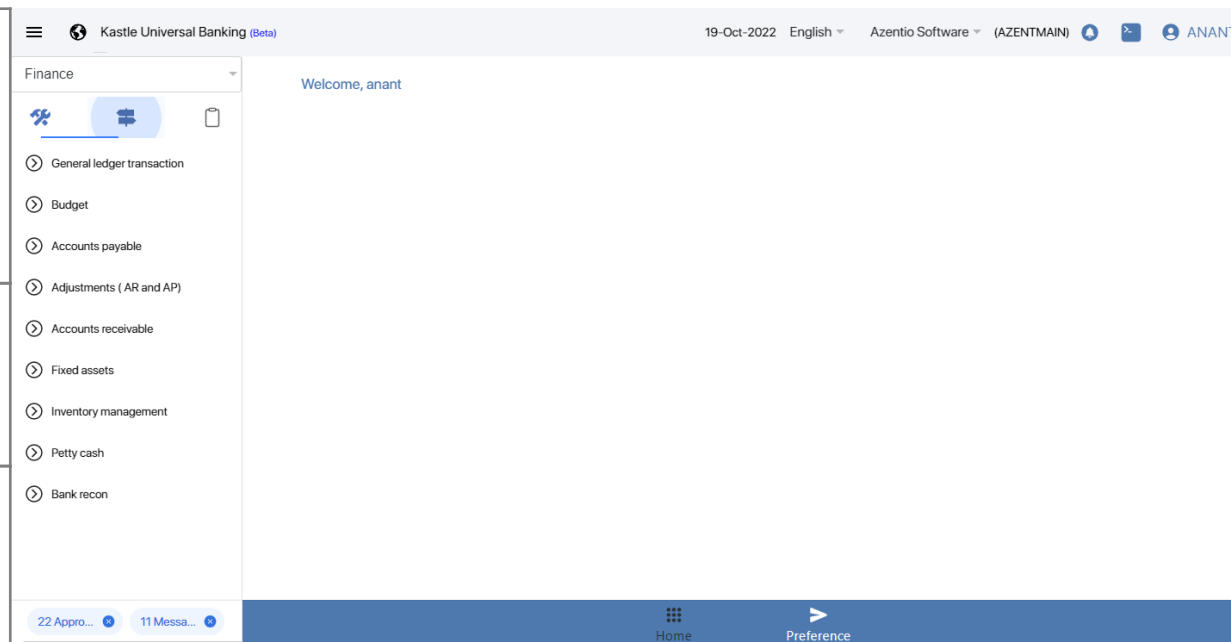 Kastle Universal Banking (Beta)
19-Oct-2022 English Azentio Software (AZENTMAIN) ANANT
Finance
Welcome, anant
General ledger transaction
Budget
Accounts payable
Adjustments ( AR and AP)
Accounts receivable
Fixed assets
Inventory management
Petty cash
Bank recon
22 Appro... 11 Messa...
Home Preference